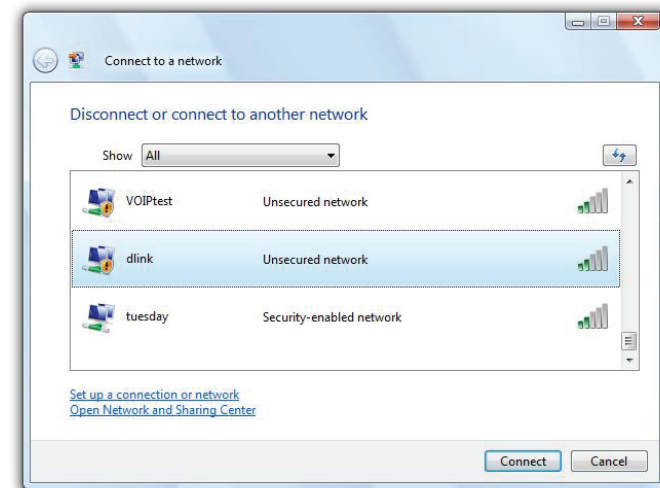 Connect to a network
Disconnect or connect to another network
Show All
VOIPtest Unsecured network
dlink Unsecured network
tuesday Security-enabled network
Set up a connection or network
Open Network and Sharing Center
Connect Cancel